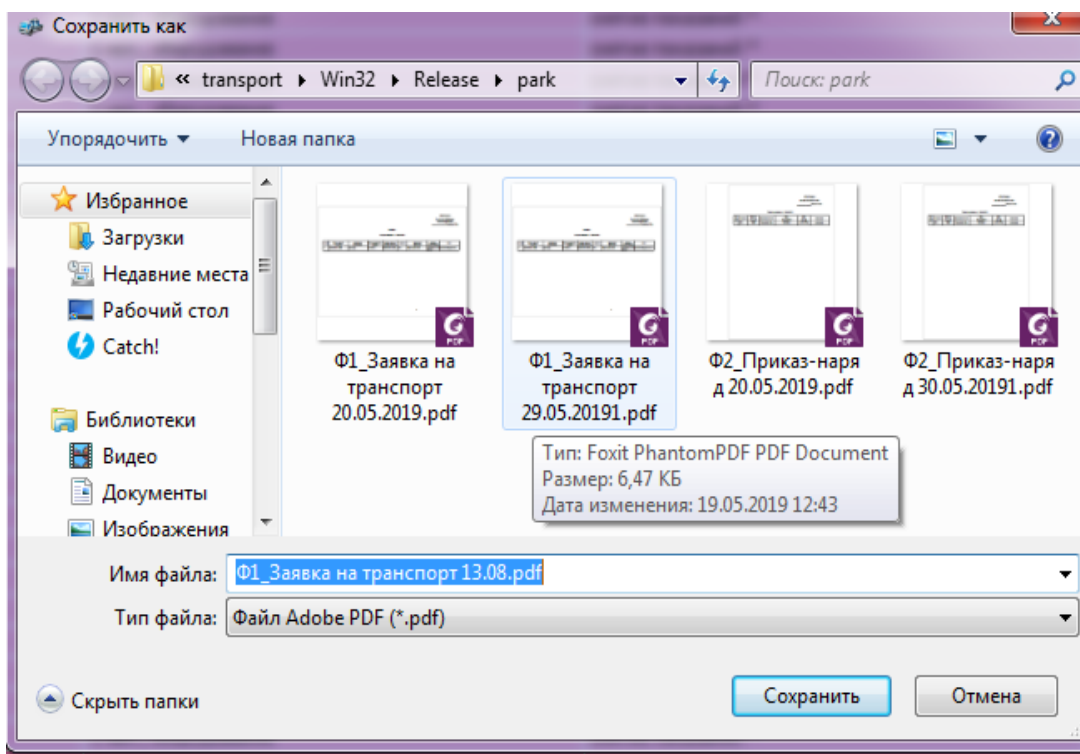 Сохранить как
« transport Win32 Release park
Поиск: park
Упорядочить
Новая папка
Избранное
Загрузки
Недавние места
Рабочий стол
Catch!
Библиотеки
Видео
Документы
Изображения
Ф1_Заявка на
транспорт
20.05.2019.pdf
Ф1_Заявка на
транспорт
29.05.20191.pdf
Ф2_Приказ-наря
д 20.05.2019.pdf
Ф2_Приказ-наря
д 30.05.20191.pdf
Тип: Foxit PhantomPDF PDF Document
Размер: 6,47 КБ
Дата изменения: 19.05.2019 12:43
Имя файла: Ф1_Заявка на транспорт 13.08.pdf
Тип файла: Файл Adobe PDF (*.pdf)
Скрыть папки
Сохранить
Отмена